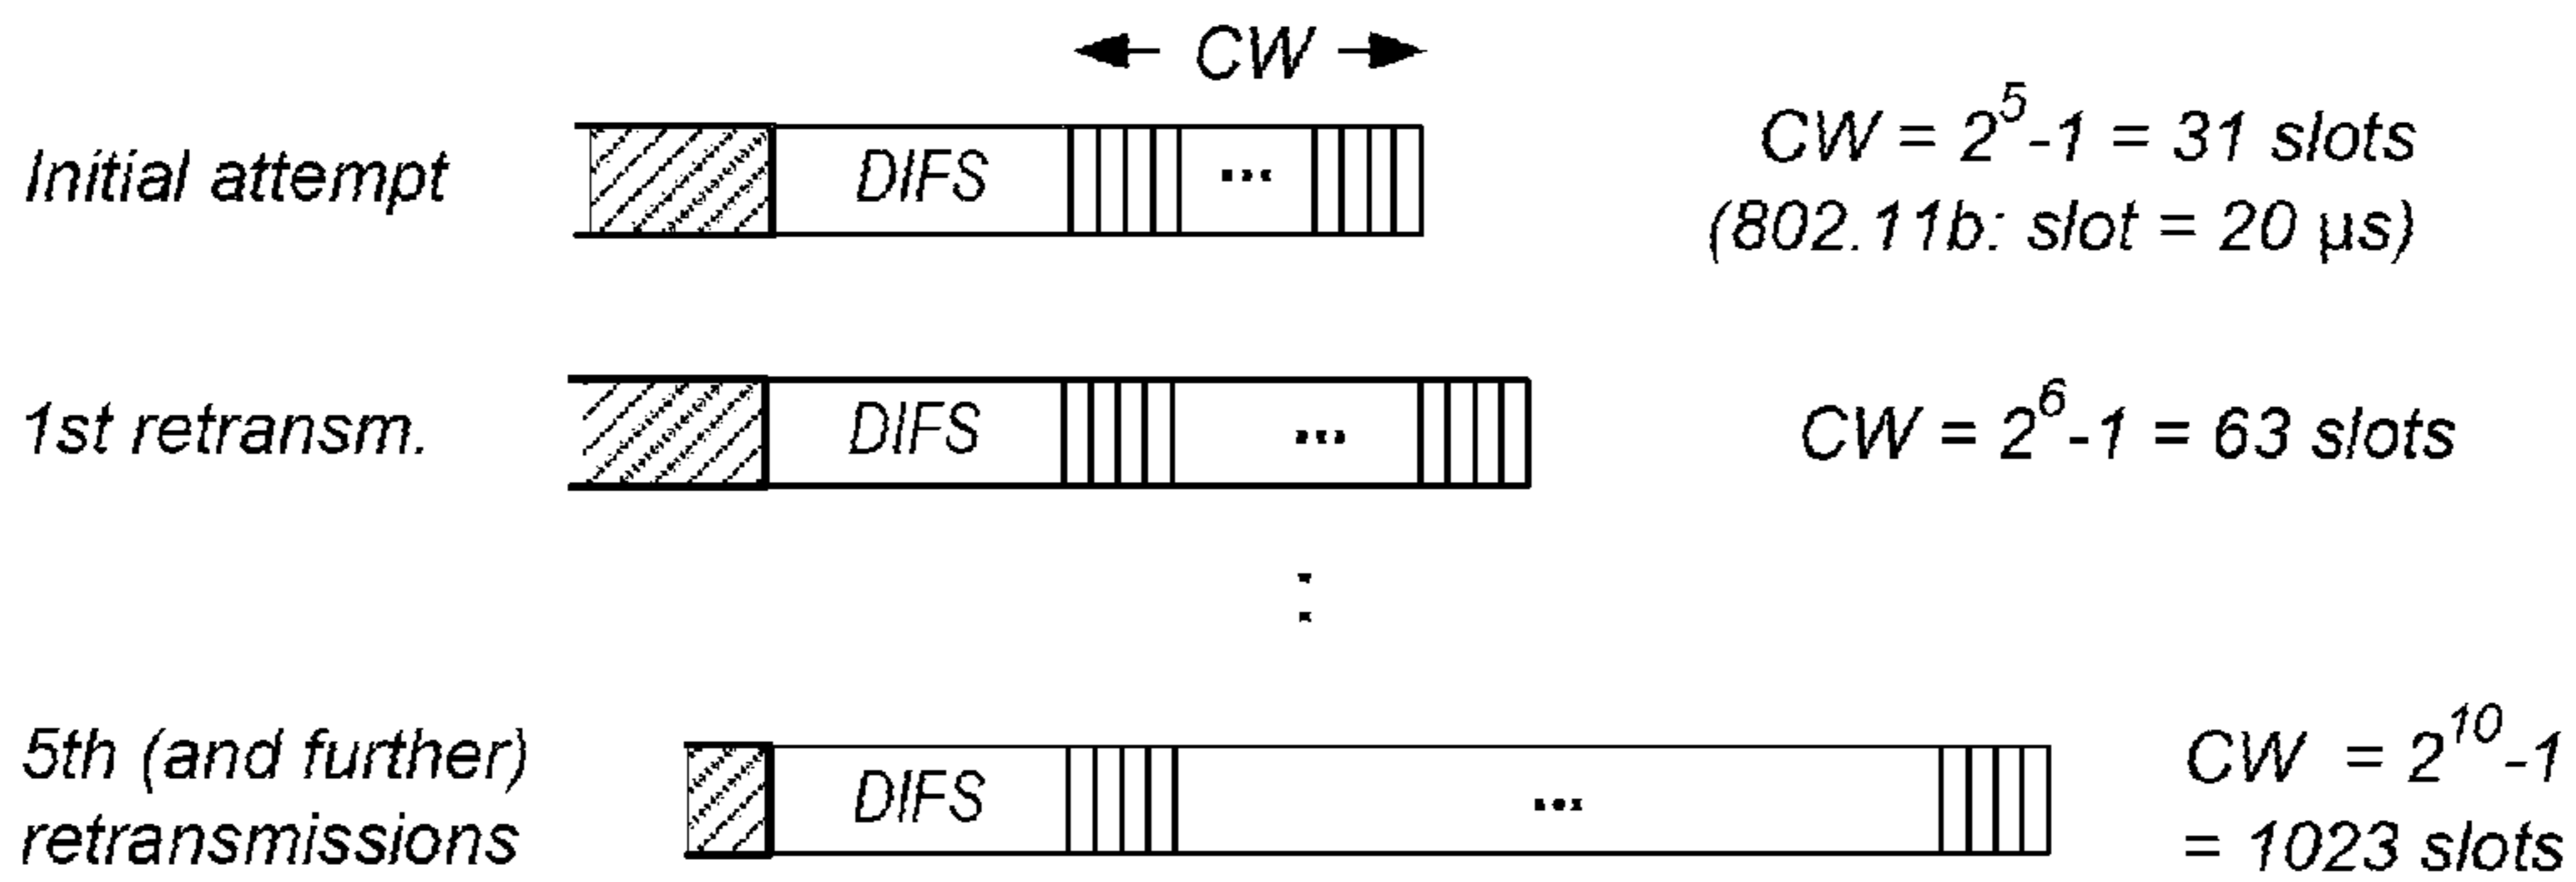 CW
Initial attempt
DIFS
...
CW = 2^5-1 = 31 slots
(802.11b: slot = 20 µs)
1st retransm.
DIFS
...
CW = 2^6-1 = 63 slots
5th (and further)
retransmissions
DIFS
...
CW = 2^10-1
= 1023 slots